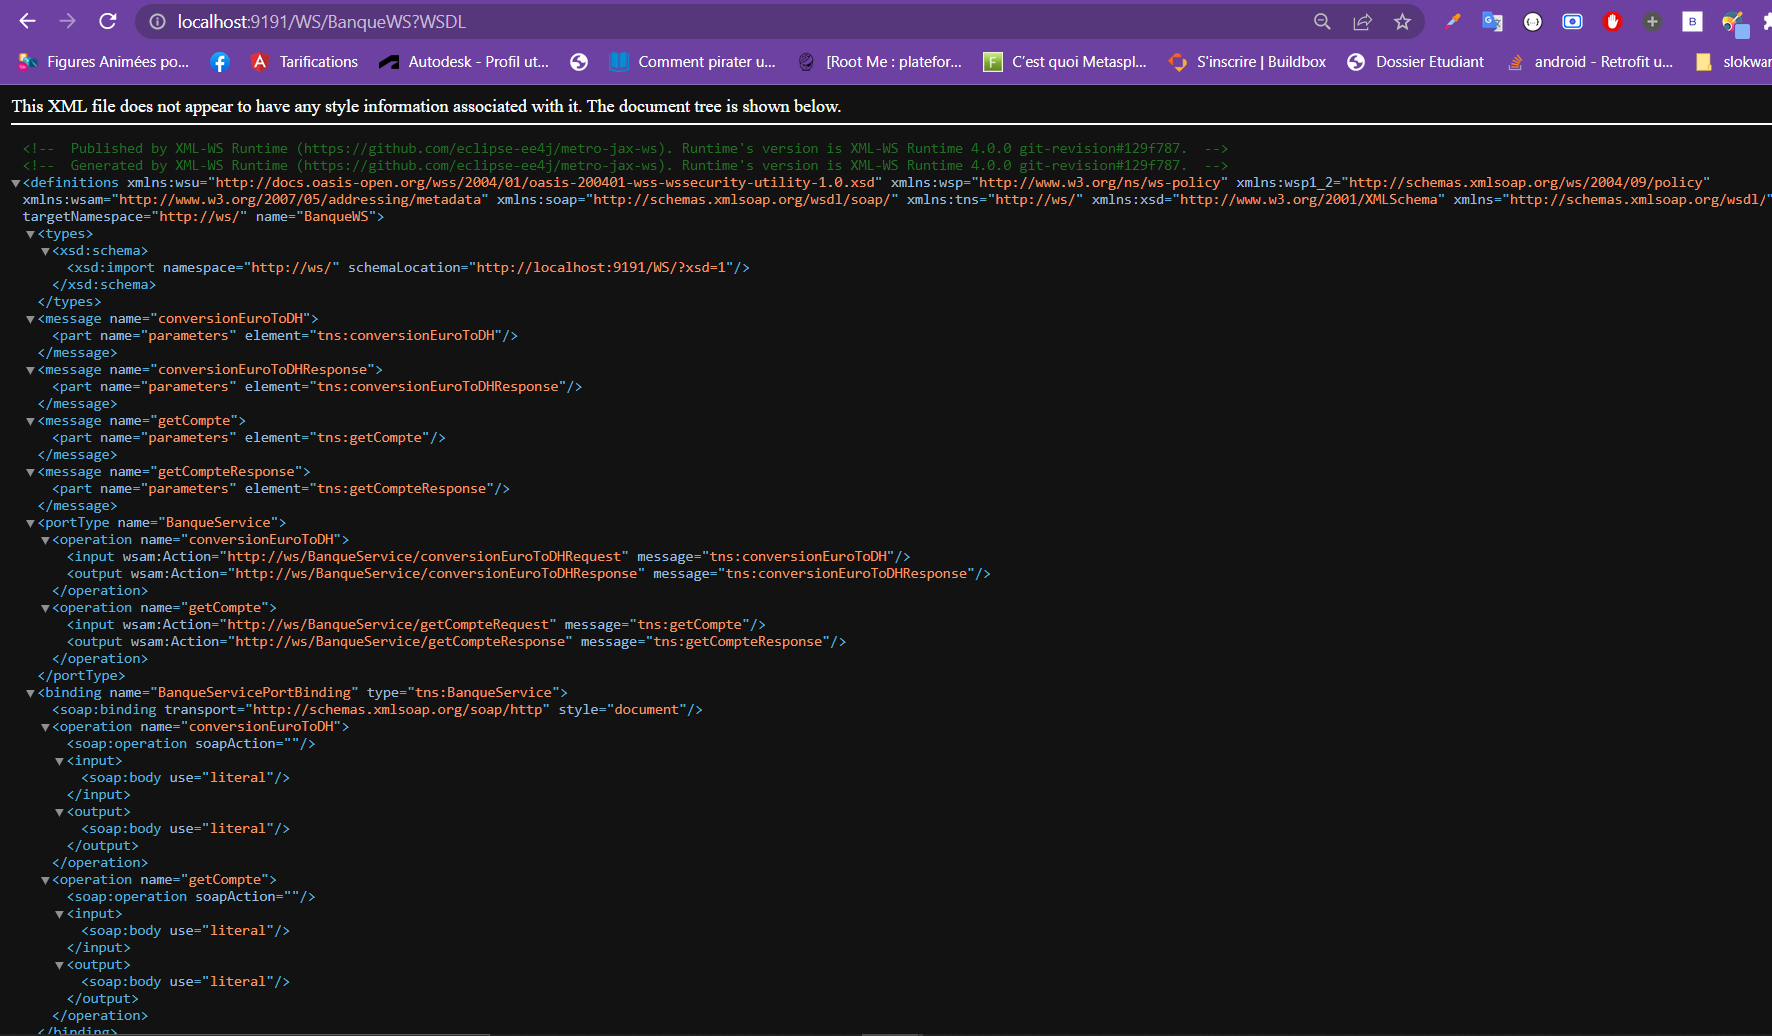 localhost:9191/WS/BanqueWS?WSDL
Figures Animées po... Tarifications Autodesk - Profil ut... Comment pirater u... [Root Me : platefor... C'est quoi Metaspl... S'inscrire | Buildbox Dossier Etudiant android - Retrofit u... slokwar
This XML file does not appear to have any style information associated with it. The document tree is shown below.
<!-- Published by XML-WS Runtime (https://github.com/eclipse-ee4j/metro-jax-ws). Runtime's version is XML-WS Runtime 4.0.0 git-revision#129f787. -->
<!-- Generated by XML-WS Runtime (https://github.com/eclipse-ee4j/metro-jax-ws). Runtime's version is XML-WS Runtime 4.0.0 git-revision#129f787. -->
<definitions xmlns:wsu="http://docs.oasis-open.org/wss/2004/01/oasis-200401-wss-wssecurity-utility-1.0.xsd" xmlns:wsp="http://www.w3.org/ns/ws-policy" xmlns:wsp1_2="http://schemas.xmlsoap.org/ws/2004/09/policy"
xmlns:wsam="http://www.w3.org/2007/05/addressing/metadata" xmlns:soap="http://schemas.xmlsoap.org/wsdl/soap/" xmlns:tns="http://ws/" xmlns:xsd="http://www.w3.org/2001/XMLSchema" xmlns="http://schemas.xmlsoap.org/wsdl/"
targetNamespace="http://ws/" name="BanqueWS">
<types>
<xsd:schema>
<xsd:import namespace="http://ws/" schemaLocation="http://localhost:9191/WS/?xsd=1"/>
</xsd:schema>
</types>
<message name="conversionEuroToDH">
<part name="parameters" element="tns:conversionEuroToDH"/>
</message>
<message name="conversionEuroToDHResponse">
<part name="parameters" element="tns:conversionEuroToDHResponse"/>
</message>
<message name="getCompte">
<part name="parameters" element="tns:getCompte"/>
</message>
<message name="getCompteResponse">
<part name="parameters" element="tns:getCompteResponse"/>
</message>
<portType name="BanqueService">
<operation name="conversionEuroToDH">
<input wsam:Action="http://ws/BanqueService/conversionEuroToDHRequest" message="tns:conversionEuroToDH"/>
<output wsam:Action="http://ws/BanqueService/conversionEuroToDHResponse" message="tns:conversionEuroToDHResponse"/>
</operation>
<operation name="getCompte">
<input wsam:Action="http://ws/BanqueService/getCompteRequest" message="tns:getCompte"/>
<output wsam:Action="http://ws/BanqueService/getCompteResponse" message="tns:getCompteResponse"/>
</operation>
</portType>
<binding name="BanqueServicePortBinding" type="tns:BanqueService">
<soap:binding transport="http://schemas.xmlsoap.org/soap/http" style="document"/>
<operation name="conversionEuroToDH">
<soap:operation soapAction=""/>
<input>
<soap:body use="literal"/>
</input>
<output>
<soap:body use="literal"/>
</output>
</operation>
<operation name="getCompte">
<soap:operation soapAction=""/>
<input>
<soap:body use="literal"/>
</input>
<output>
<soap:body use="literal"/>
</output>
</operation>
</binding>